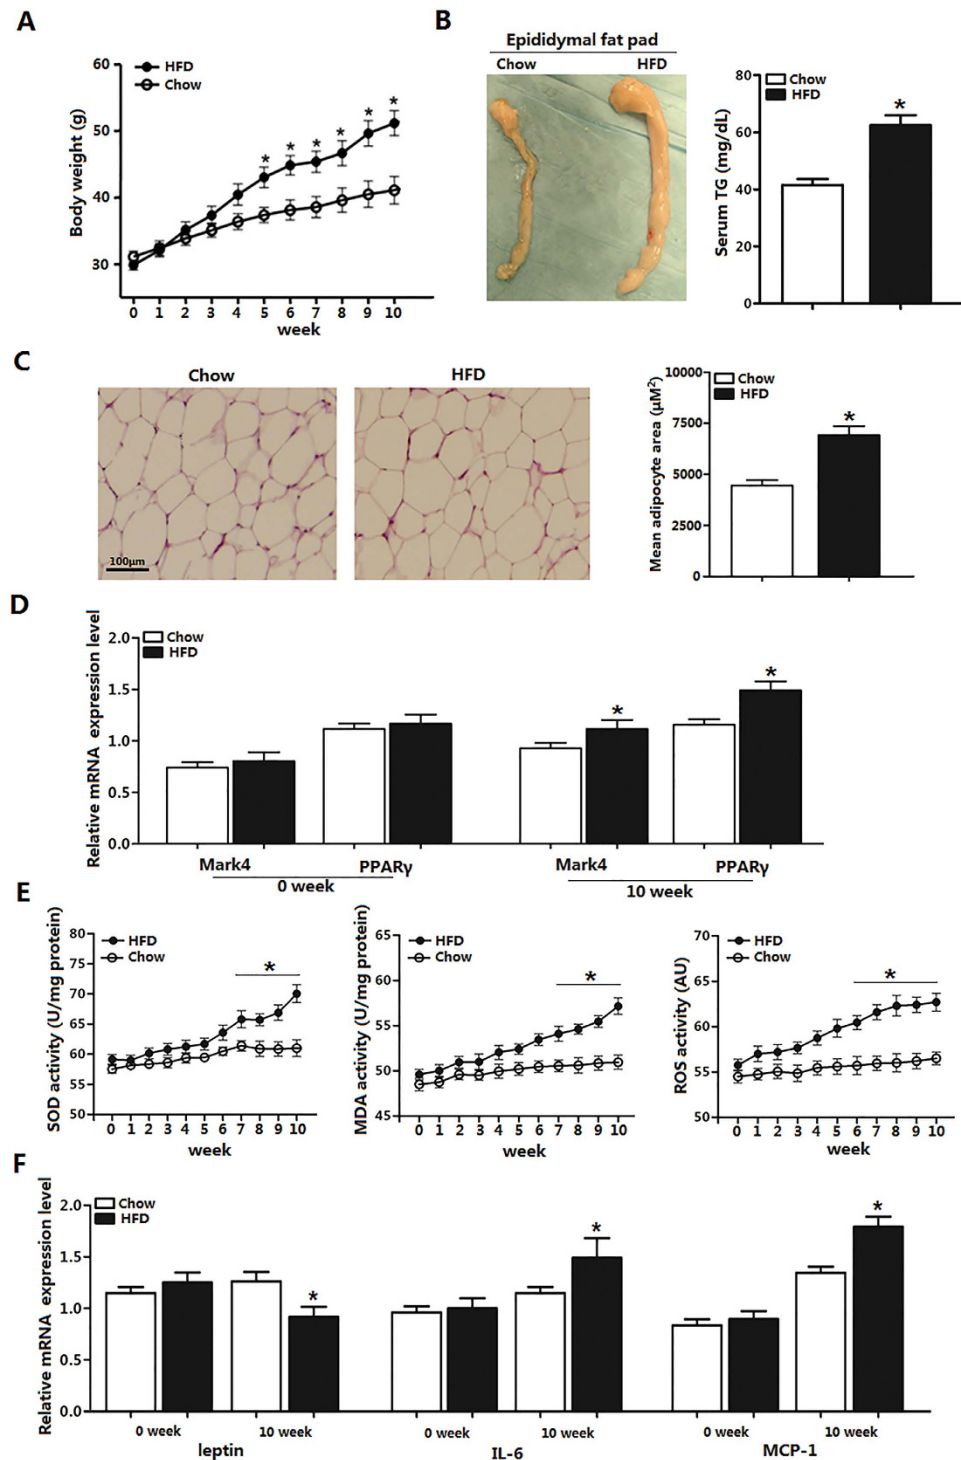 A
Body weight (g)
60
50
40
30
HFD
Chow
* * * * * *
0 1 2 3 4 5 6 7 8 9 10
week
B
Epididymal fat pad
Chow HFD
Serum TG (mg/dL)
80
60
40
20
0
Chow
HFD
*
C
Chow HFD
100μm
Mean adipocyte area (μM²)
10000
7500
5000
2500
0
Chow
HFD
*
D
Relative mRNA expression level
2.0
1.5
1.0
0.5
0.0
Chow
HFD
* *
Mark4 PPARγ Mark4 PPARγ
0 week 10 week
E
SOD activity (U/mg protein)
80
75
70
65
60
55
50
HFD
Chow
*
0 1 2 3 4 5 6 7 8 9 10
week
MDA activity (U/mg protein)
65
60
55
50
45
HFD
Chow
*
0 1 2 3 4 5 6 7 8 9 10
week
ROS activity (AU)
70
65
60
55
50
HFD
Chow
*
0 1 2 3 4 5 6 7 8 9 10
week
F
Relative mRNA expression level
2.0
1.5
1.0
0.5
0.0
Chow
HFD
* * *
0 week 10 week 0 week 10 week 0 week 10 week
leptin IL-6 MCP-1